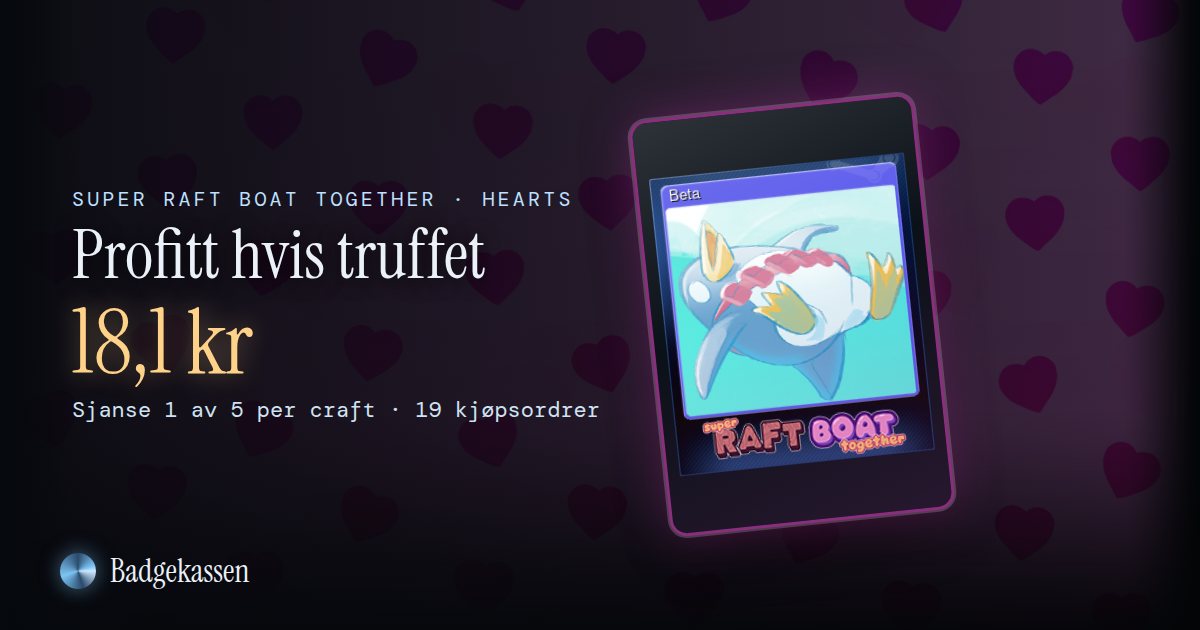 SUPER RAFT BOAT TOGETHER · HEARTS
Profitt hvis truffet
18,1 kr
Sjanse 1 av 5 per craft · 19 kjøpsordrer
Badgekassen
Beta
super
RAFT BOAT
together